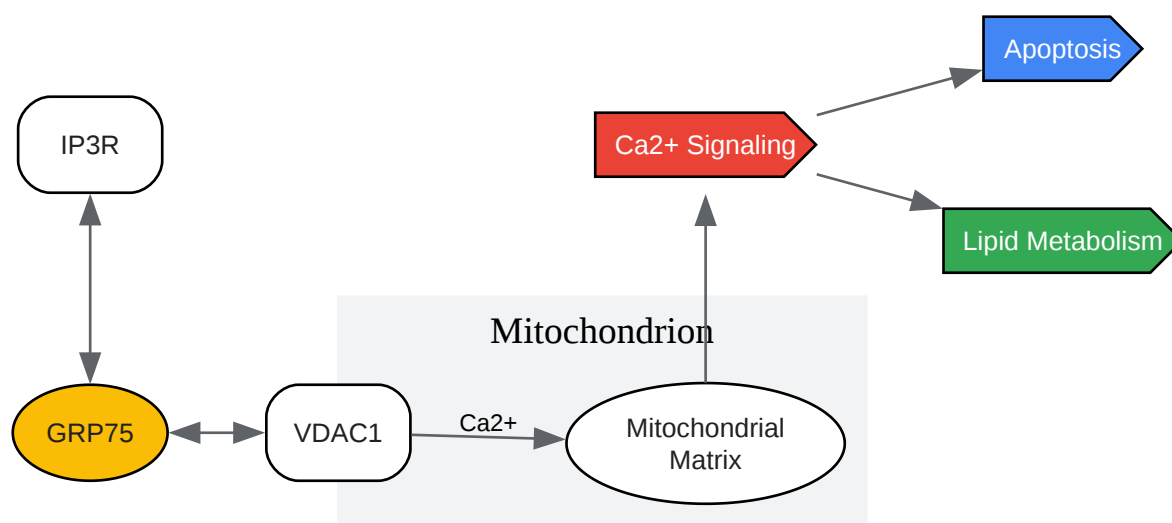 Apoptosis
IP3R
Ca2+ Signaling
Lipid Metabolism
Mitochondrion
GRP75
VDAC1
Ca2+
Mitochondrial
Matrix